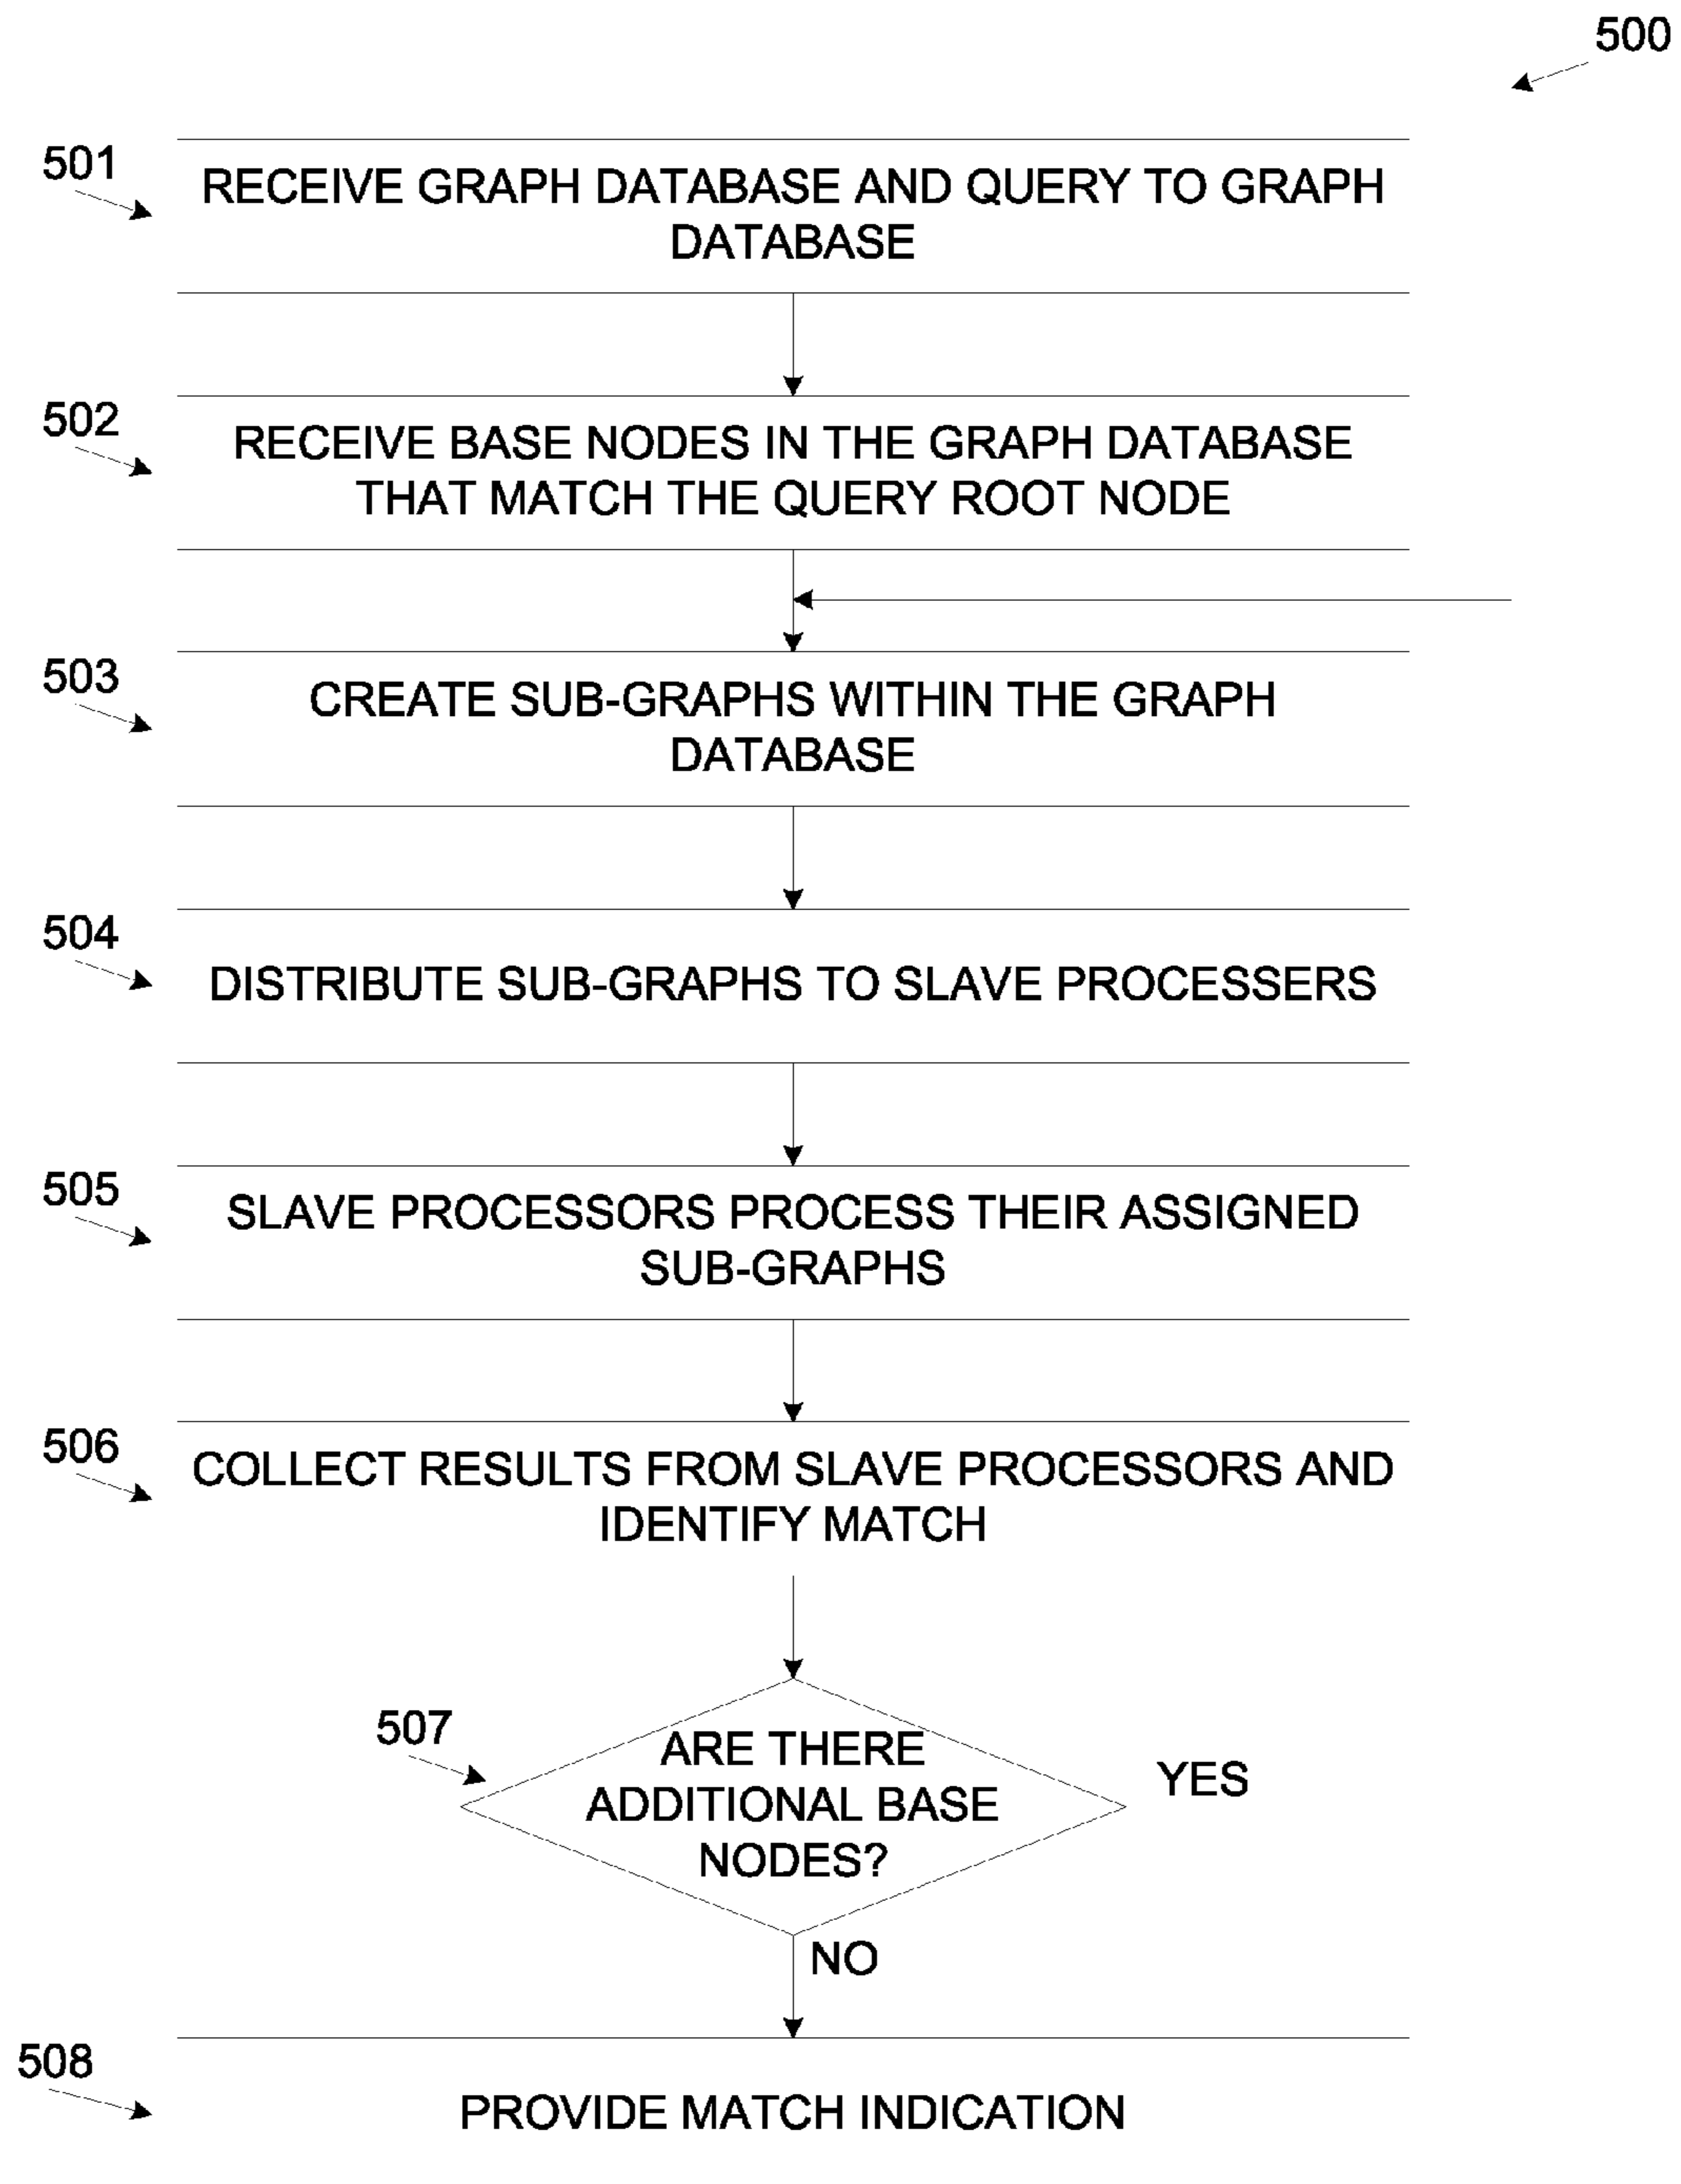 500
501
RECEIVE GRAPH DATABASE AND QUERY TO GRAPH
DATABASE
502
RECEIVE BASE NODES IN THE GRAPH DATABASE
THAT MATCH THE QUERY ROOT NODE
503
CREATE SUB-GRAPHS WITHIN THE GRAPH
DATABASE
504
DISTRIBUTE SUB-GRAPHS TO SLAVE PROCESSERS
505
SLAVE PROCESSORS PROCESS THEIR ASSIGNED
SUB-GRAPHS
506
COLLECT RESULTS FROM SLAVE PROCESSORS AND
IDENTIFY MATCH
507
ARE THERE
ADDITIONAL BASE
NODES?
YES
NO
508
PROVIDE MATCH INDICATION